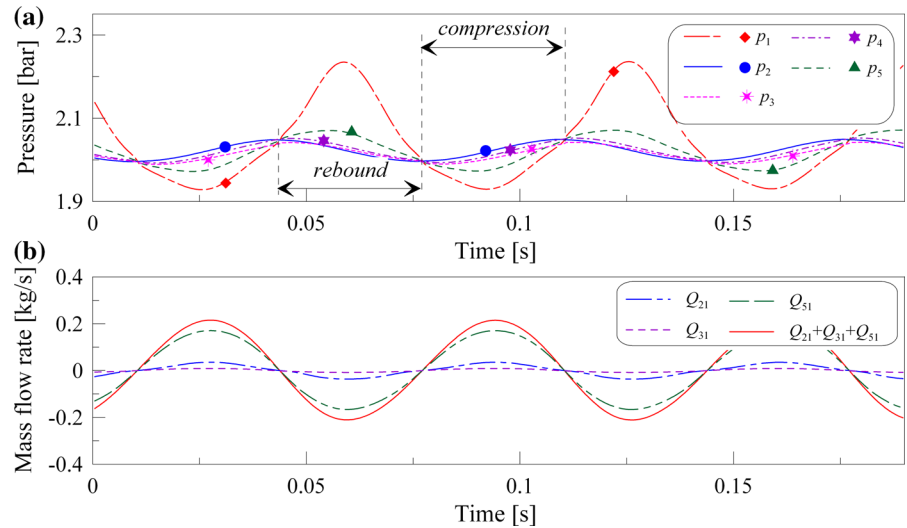 (a)
Pressure [bar]
2.3
2.1
1.9
compression
rebound
p1
p2
p3
p4
p5
0
0.05
0.1
0.15
Time [s]
(b)
Mass flow rate [kg/s]
0.4
0.2
0
-0.2
-0.4
Q21
Q31
Q51
Q21+Q31+Q51
0
0.05
0.1
0.15
Time [s]